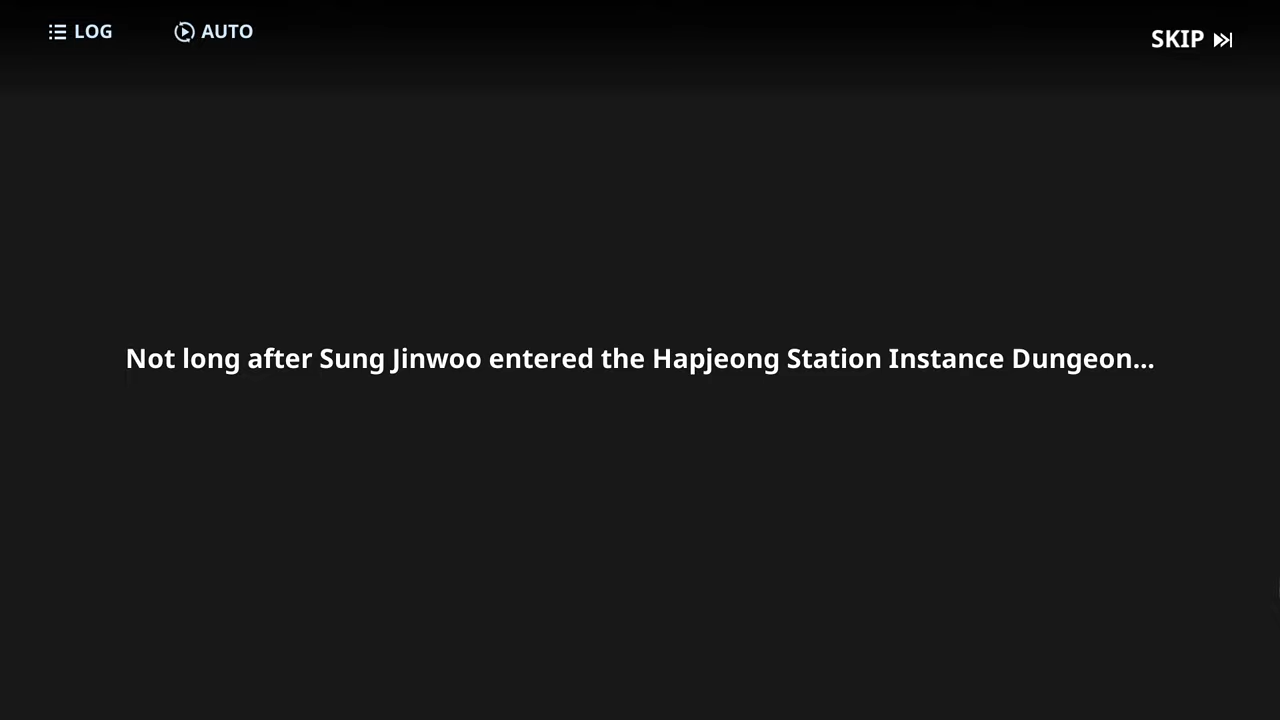 LOG
AUTO
SKIP
Not long after Sung Jinwoo entered the Hapjeong Station Instance Dungeon...